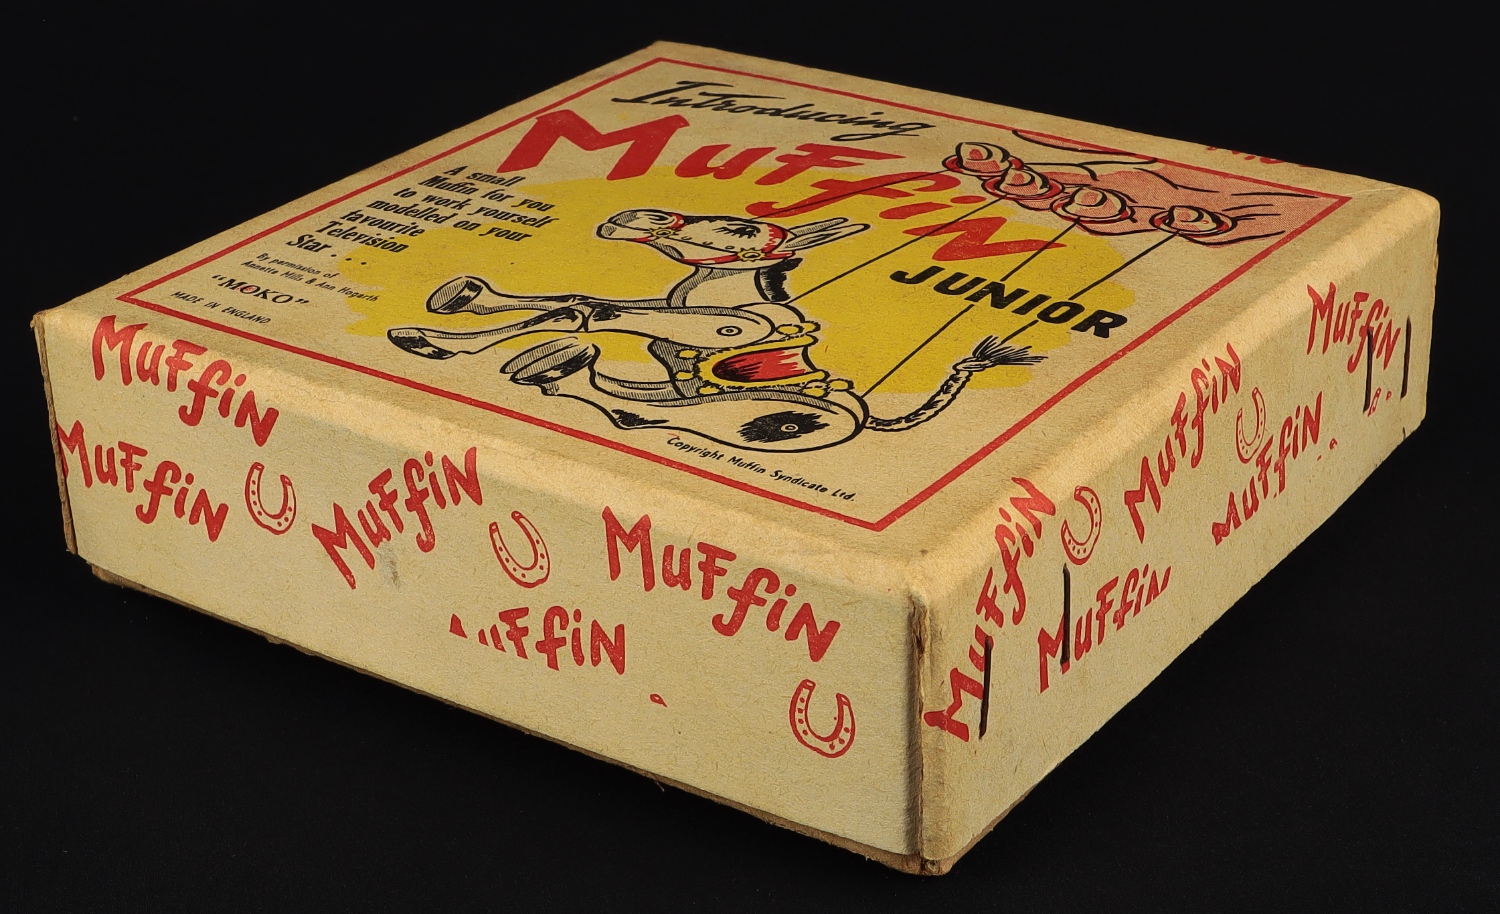 Introducing
Muffin
JUNIOR
A small
Muffin for you
to work yourself
modelled on your
favourite
Television
Star . . .
By permission of
Annette Mills & Ann Hogarth
"MOKO"
MADE IN ENGLAND
Copyright Muffin Syndicate Ltd.
Muffin
Muffin
Muffin
Muffin
Muffin
Muffin
Muffin
Muffin
Muffin
Muffin